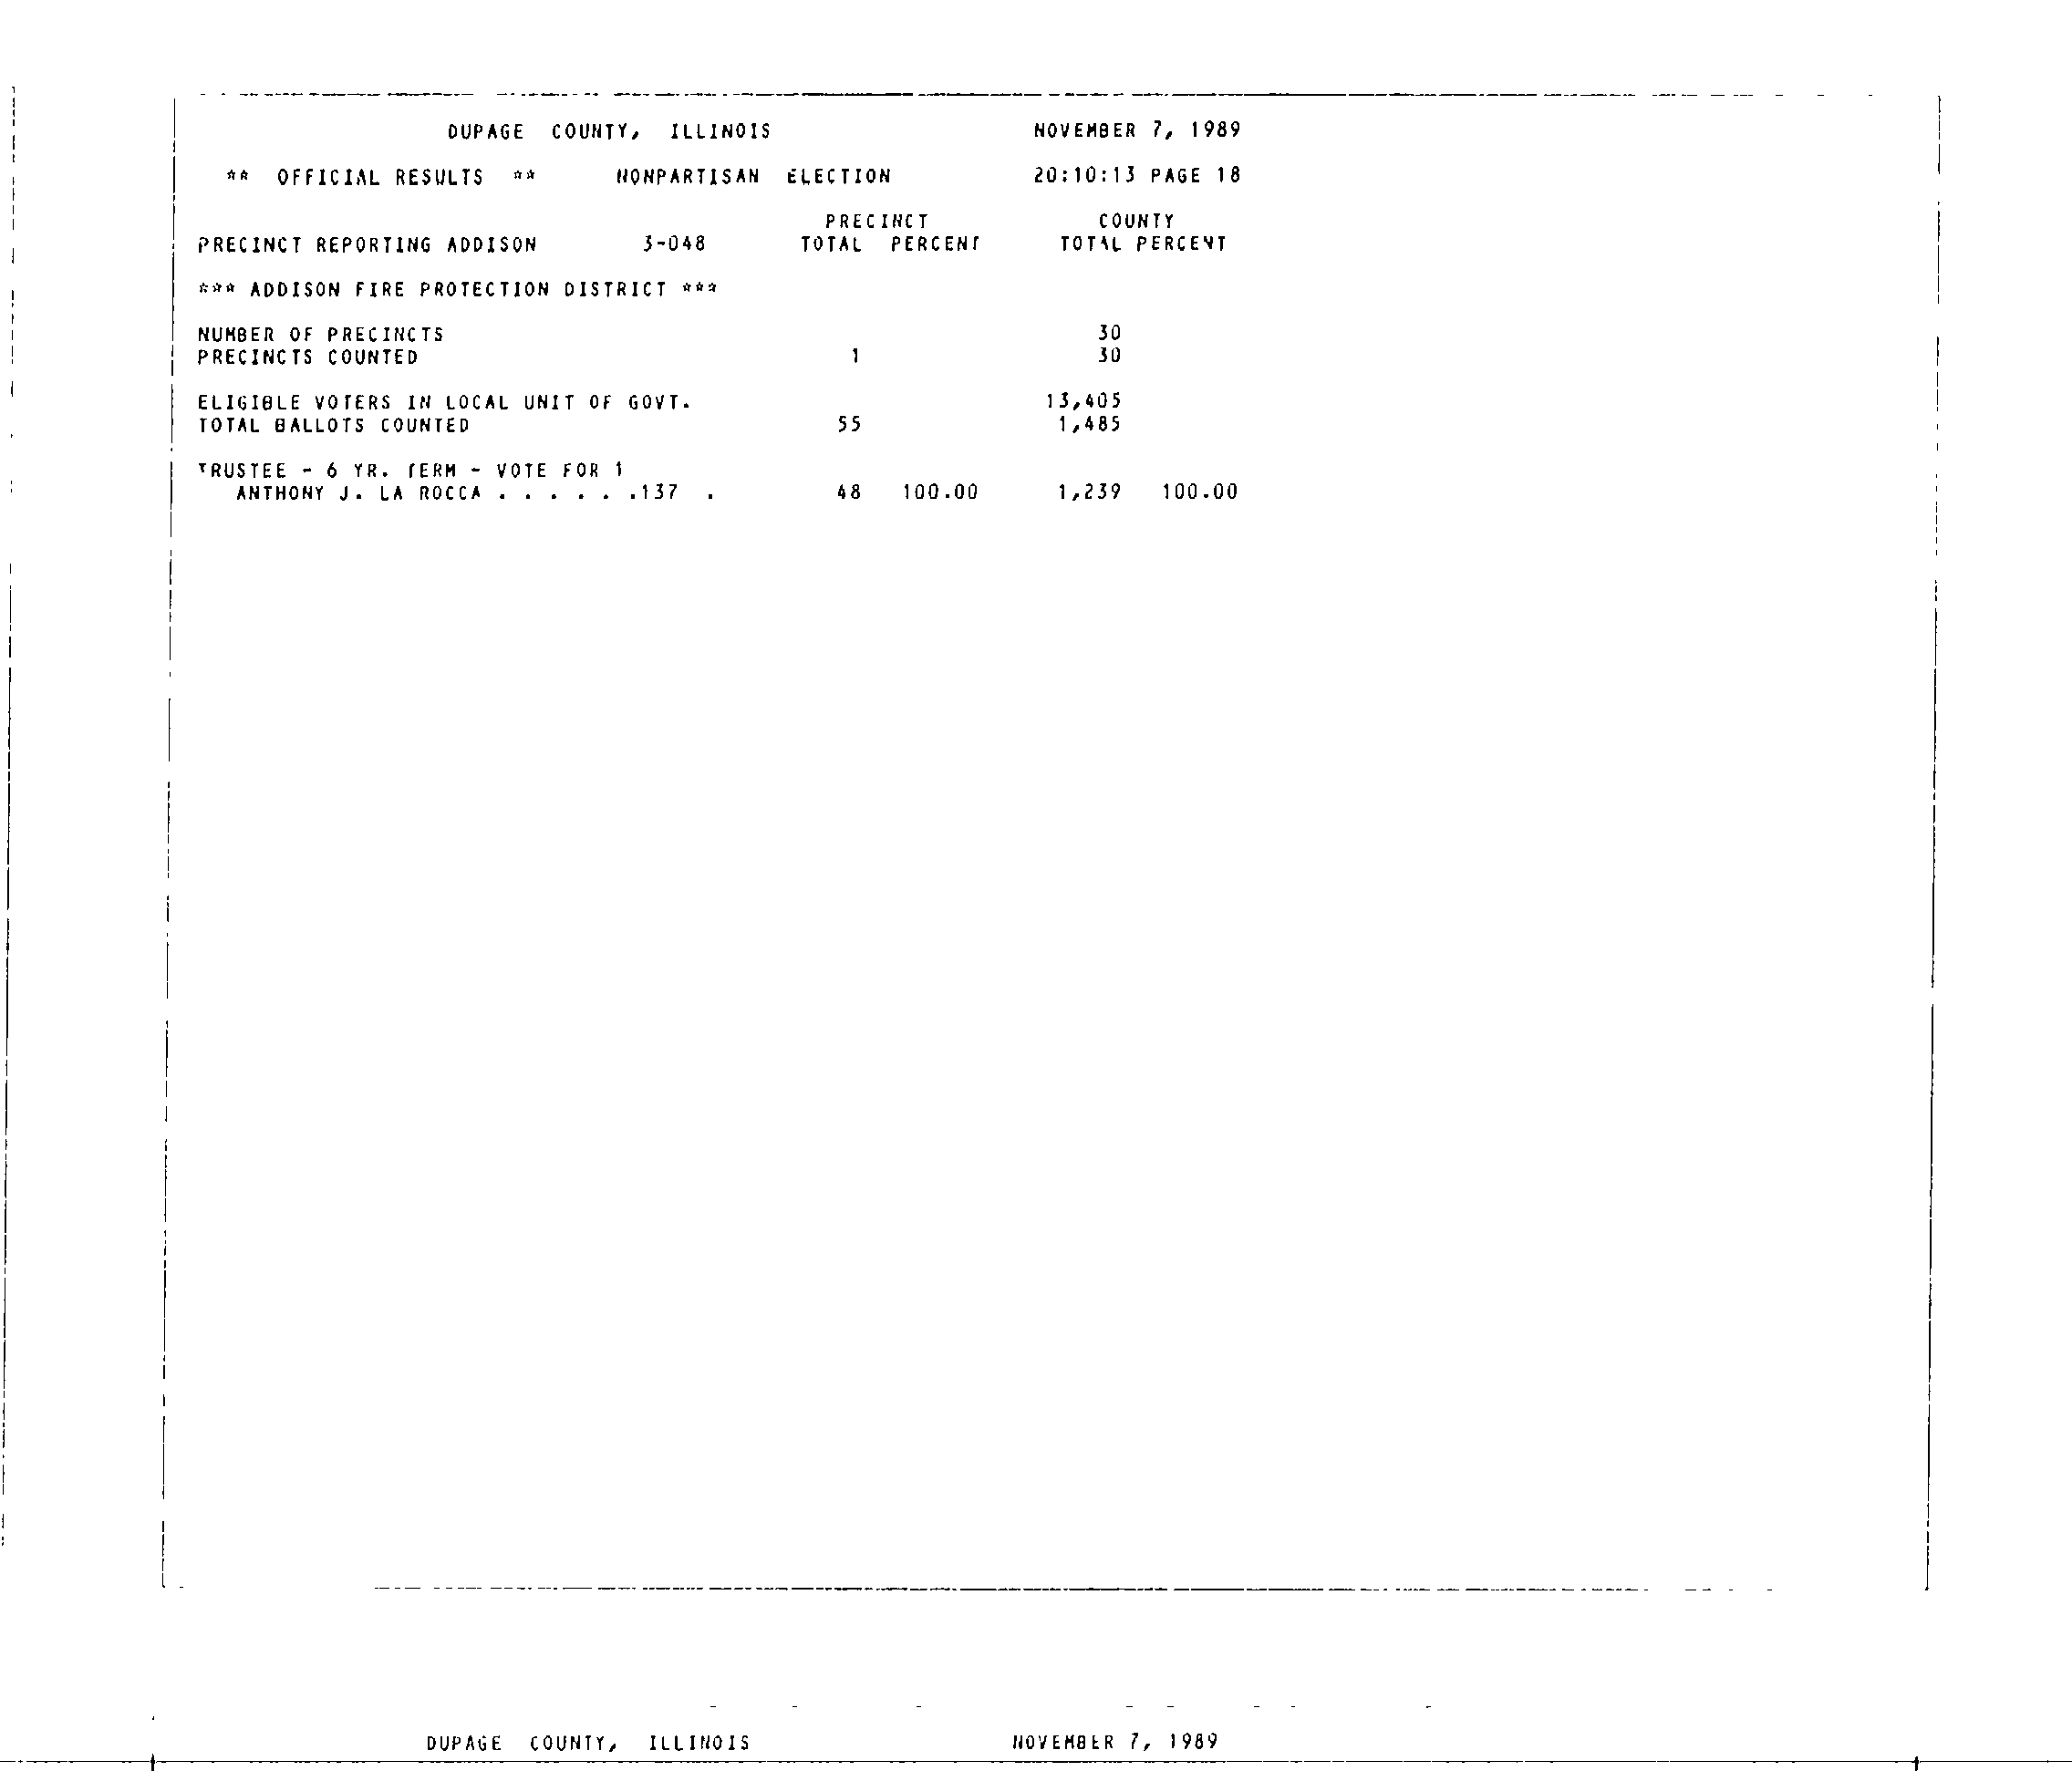 DUPAGE COUNTY, ILLINOIS NOVEMBER 7, 1989
** OFFICIAL RESULTS ** NONPARTISAN ELECTION 20:10:13 PAGE 18
PRECINCT COUNTY
PRECINCT REPORTING ADDISON 3-048 TOTAL PERCENT TOTAL PERCENT
*** ADDISON FIRE PROTECTION DISTRICT ***
NUMBER OF PRECINCTS 30
PRECINCTS COUNTED 1 30
ELIGIBLE VOTERS IN LOCAL UNIT OF GOVT. 13,405
TOTAL BALLOTS COUNTED 55 1,485
TRUSTEE - 6 YR. TERM - VOTE FOR 1
ANTHONY J. LA ROCCA . . . . . .137 . 48 100.00 1,239 100.00
DUPAGE COUNTY, ILLINOIS NOVEMBER 7, 1989